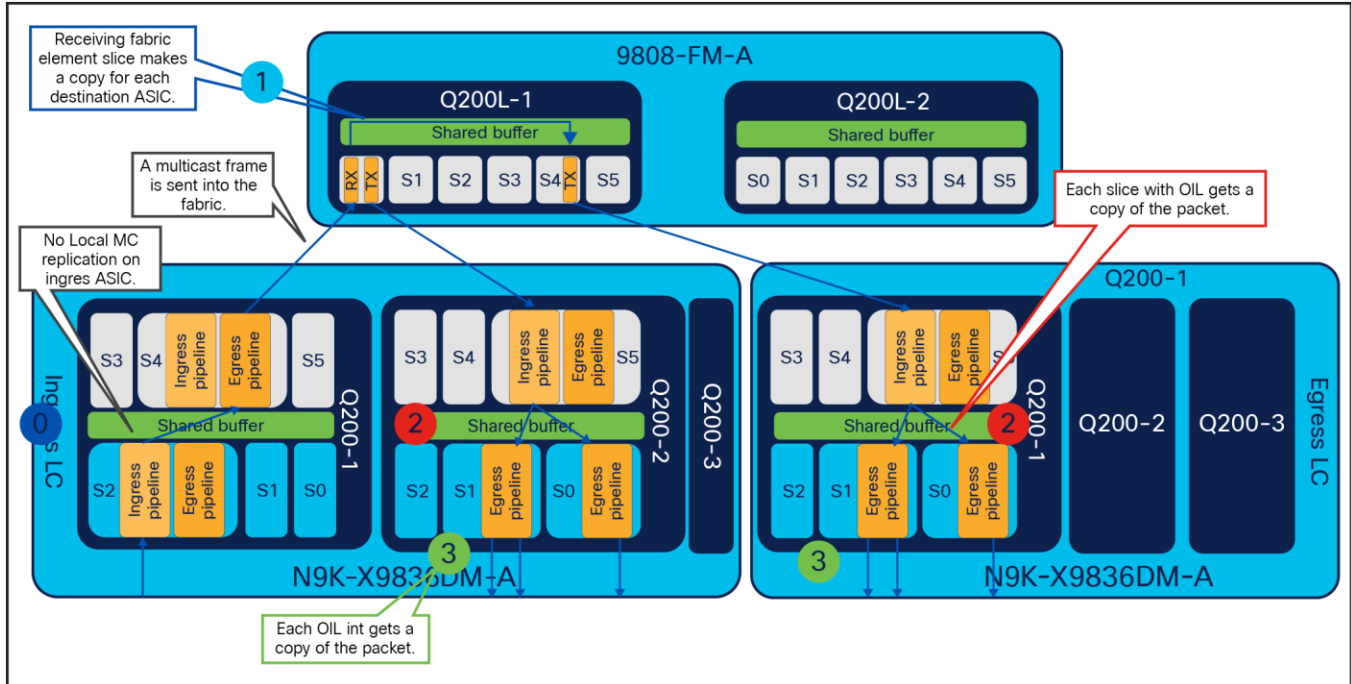 Receiving fabric
element slice makes
a copy for each
destination ASIC.
1
9808-FM-A
Q200L-1
Shared buffer
RX
TX
S1
S2
S3
S4
TX
S5
Q200L-2
Shared buffer
S0
S1
S2
S3
S4
S5
A multicast frame
is sent into the
fabric.
Each slice with OIL gets a
copy of the packet.
No Local MC
replication on
ingres ASIC.
0
S3
S4
Ingress
pipeline
Egress
pipeline
S5
Shared buffer
Q200-1
S2
Ingress
pipeline
Egress
pipeline
S1
S0
S3
S4
Ingress
pipeline
Egress
pipeline
S5
2
Shared buffer
Q200-2
Q200-3
S2
S1
Egress
pipeline
S0
Egress
pipeline
3
N9K-X9836DM-A
Each OIL int gets a
copy of the packet.
Q200-1
S3
S4
Ingress
pipeline
Egress
pipeline
Shared buffer
2
Q200-1
S2
S1
Egress
pipeline
S0
Egress
pipeline
3
Q200-2
Q200-3
Egress LC
N9K-X9836DM-A